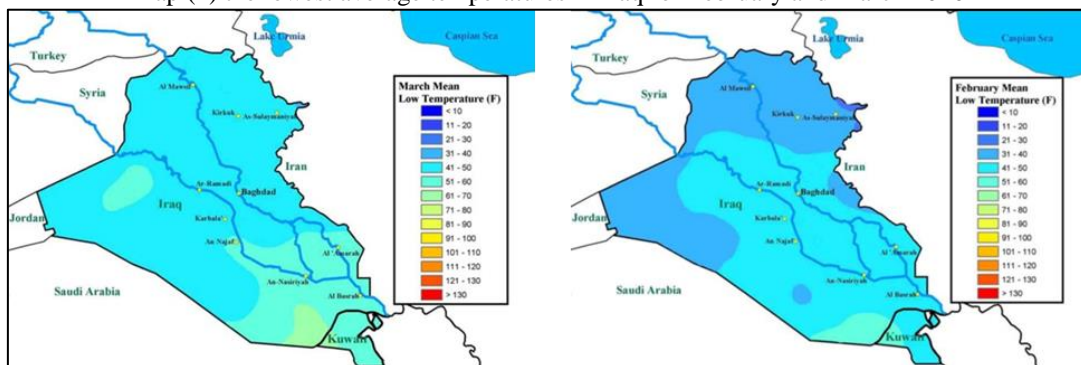 Turkey
Lake Urmia
Caspian Sea
Syria
Al Mawsil
Kirkuk
As-Sulaymaniyah
Iran
Ar-Ramadi
Baghdad
Iraq
Karbala'
Jordan
An-Najaf
Al 'Amarah
An-Nasiriyah
Saudi Arabia
Al Basrah
Kuwait
March Mean
Low Temperature (F)
< 10
11 - 20
21 - 30
31 - 40
41 - 50
51 - 60
61 - 70
71 - 80
81 - 90
91 - 100
101 - 110
111 - 120
121 - 130
> 130
Turkey
Lake Urmia
Caspian Sea
Syria
Al Mawsil
Kirkuk
As-Sulaymaniyah
Iran
Ar-Ramadi
Baghdad
Iraq
Karbala'
Jordan
An-Najaf
Al 'Amarah
An-Nasiriyah
Saudi Arabia
Al Basrah
Kuwait
February Mean
Low Temperature (F)
< 10
11 - 20
21 - 30
31 - 40
41 - 50
51 - 60
61 - 70
71 - 80
81 - 90
91 - 100
101 - 110
111 - 120
121 - 130
> 130